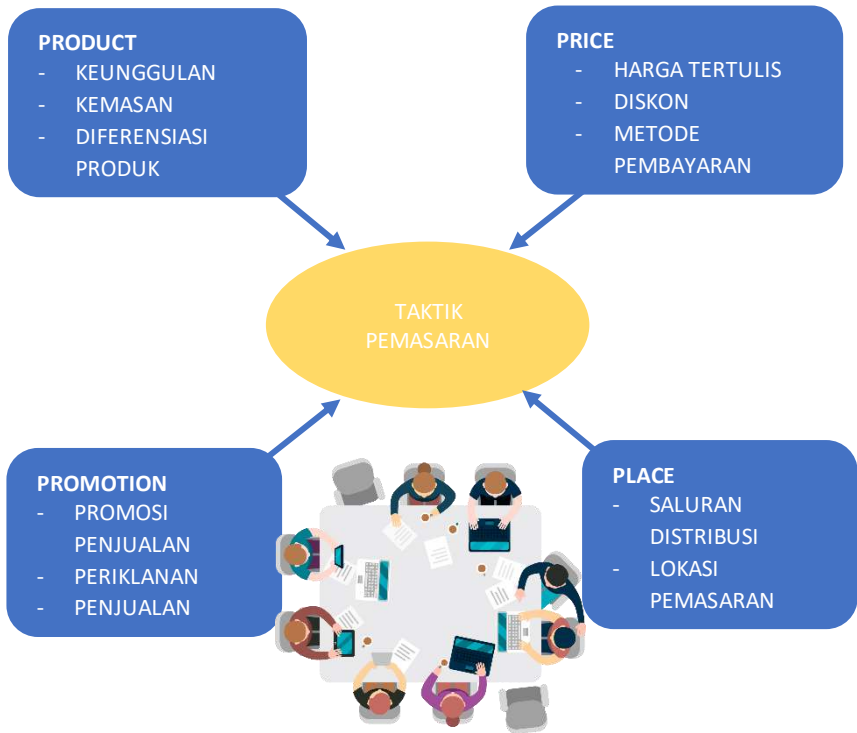 PRODUCT
- KEUNGGULAN
- KEMASAN
- DIFERENSIASI
PRODUK
PRICE
- HARGA TERTULIS
- DISKON
- METODE
PEMBAYARAN
TAKTIK
PEMASARAN
PROMOTION
- PROMOSI
PENJUALAN
- PERIKLANAN
- PENJUALAN
PLACE
- SALURAN
DISTRIBUSI
- LOKASI
PEMASARAN